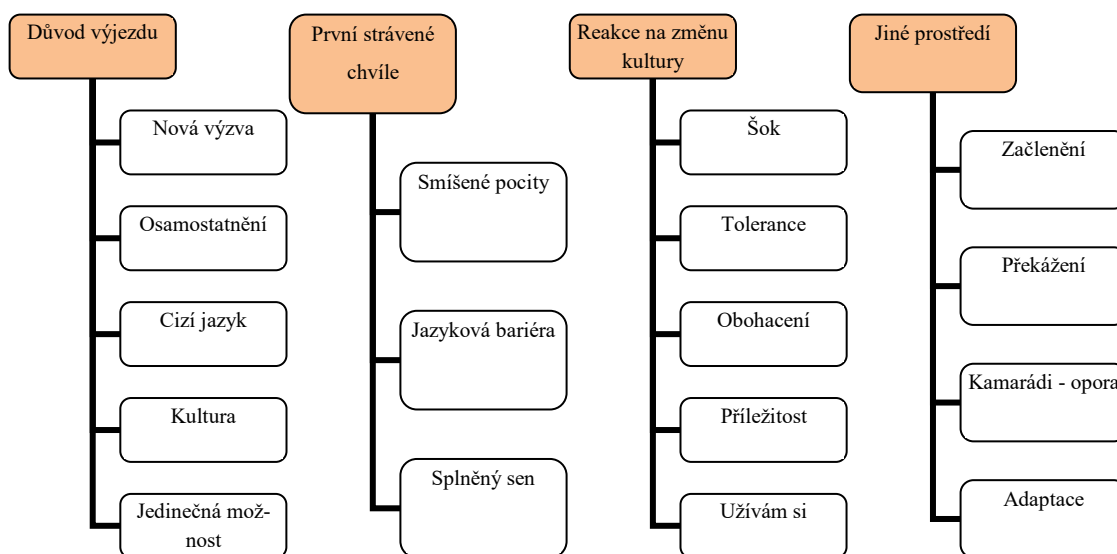 Důvod výjezdu
Nová výzva
Osamostatnění
Cizí jazyk
Kultura
Jedinečná mož-
nost
První strávené
chvíle
Smíšené pocity
Jazyková bariéra
Splněný sen
Reakce na změnu
kultury
Šok
Tolerance
Obohacení
Příležitost
Užívám si
Jiné prostředí
Začlenění
Překážení
Kamarádi - opora
Adaptace